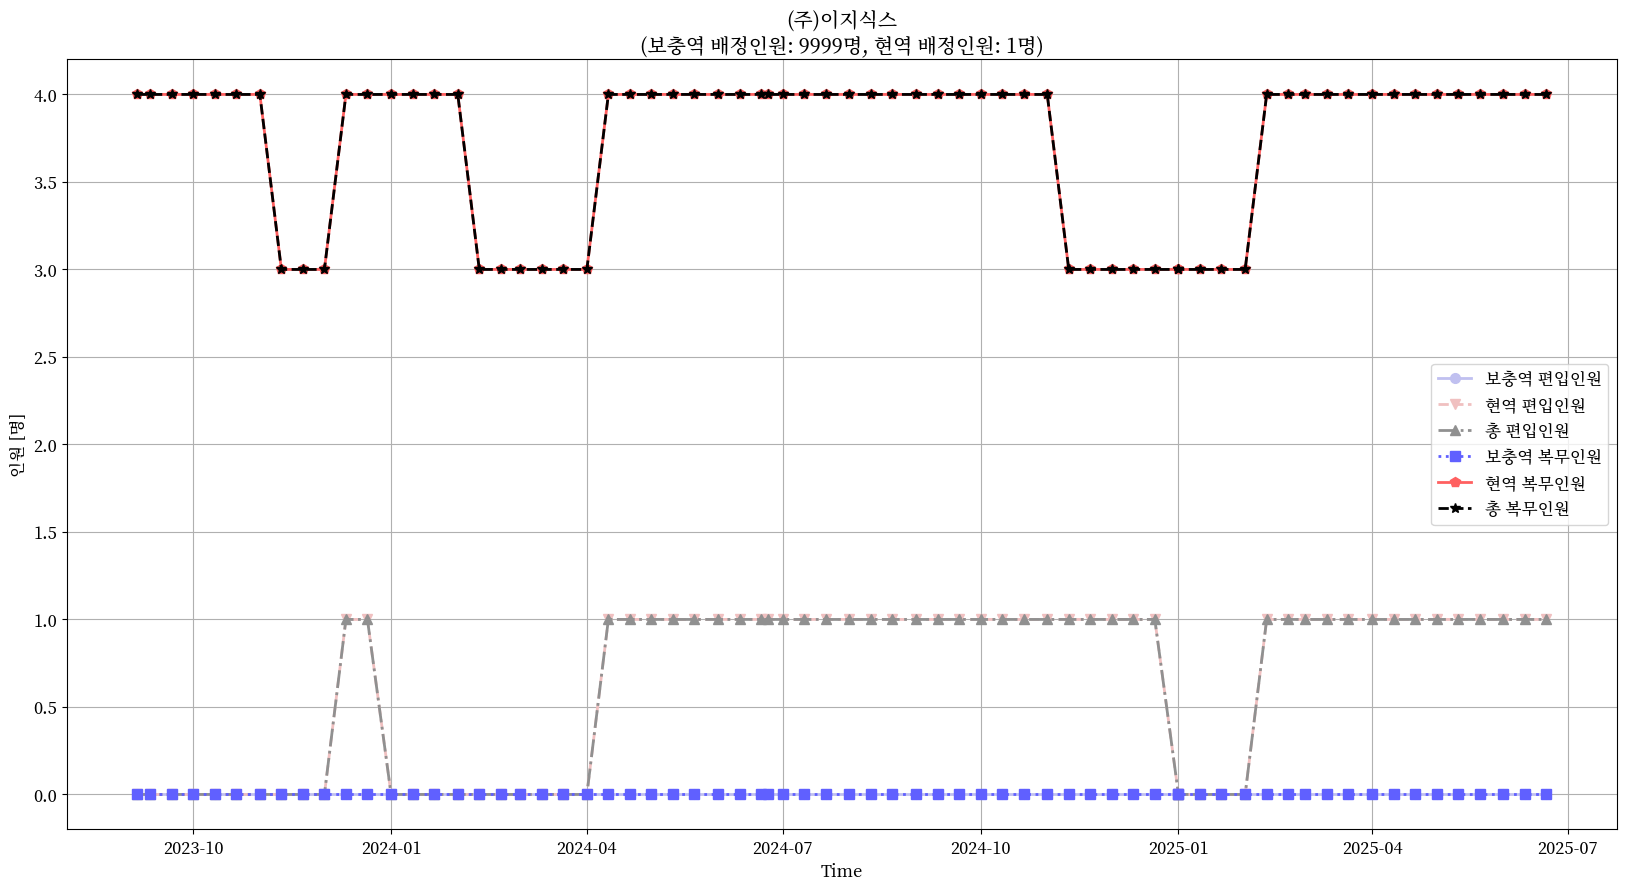 (주)이지식스
(보충역 배정인원: 9999명, 현역 배정인원: 1명)
인원 [명]
4.0
3.5
3.0
2.5
2.0
1.5
1.0
0.5
0.0
보충역 편입인원
현역 편입인원
총 편입인원
보충역 복무인원
현역 복무인원
총 복무인원
2023-10
2024-01
2024-04
2024-07
2024-10
2025-01
2025-04
2025-07
Time